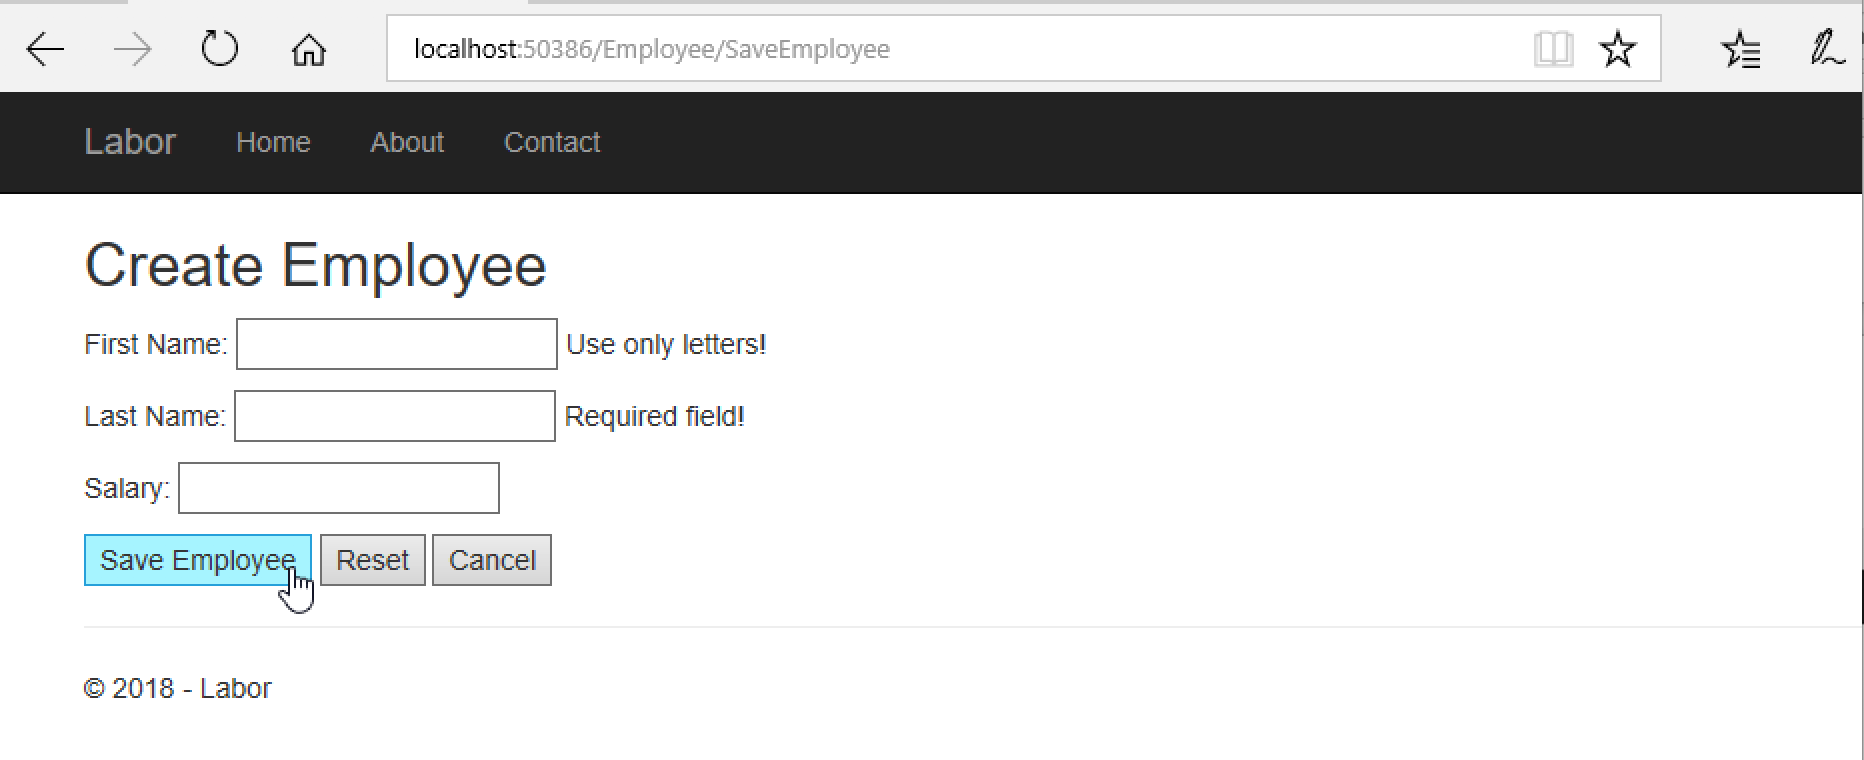 localhost:50386/Employee/SaveEmployee
Labor Home About Contact
Create Employee
First Name: Use only letters!
Last Name: Required field!
Salary:
Save Employee Reset Cancel
© 2018 - Labor